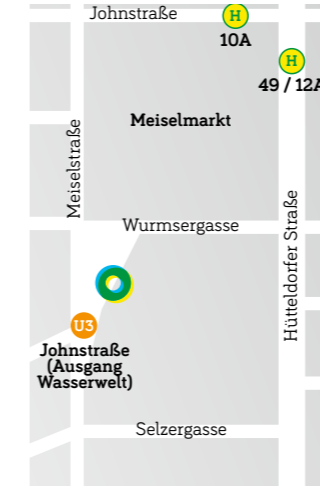 Johnstraße
H
10A
H
49 / 12A
Meiselmarkt
Meiselstraße
Wurmsergasse
Hütteldorfer Straße
U3
Johnstraße
(Ausgang
Wasserwelt)
Selzergasse